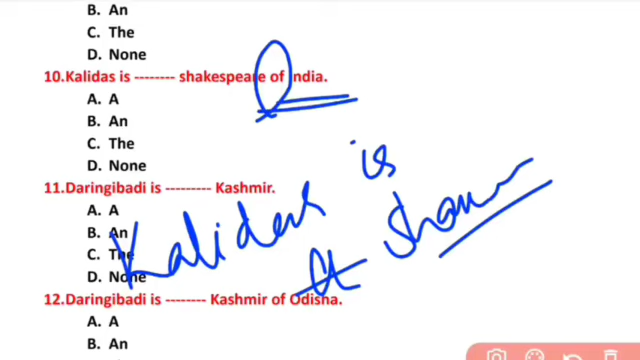 B. An
C. The
D. None
10.Kalidas is -------- shakespeare of India.
A. A
B. An
C. The
D. None
is
11.Daringibadi is --------- Kashmir.
A. A
B. An
Kalidas
C. The
a
D. None
12.Daringibadi is -------- Kashmir of Odisha.
A. A
B. An